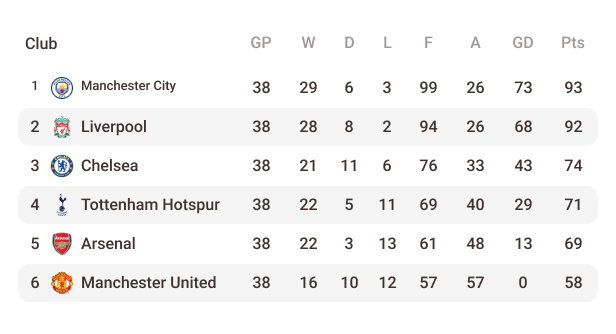 Club GP W D L F A GD Pts
1 Manchester City 38 29 6 3 99 26 73 93
2 Liverpool 38 28 8 2 94 26 68 92
3 Chelsea 38 21 11 6 76 33 43 74
4 Tottenham Hotspur 38 22 5 11 69 40 29 71
5 Arsenal 38 22 3 13 61 48 13 69
6 Manchester United 38 16 10 12 57 57 0 58